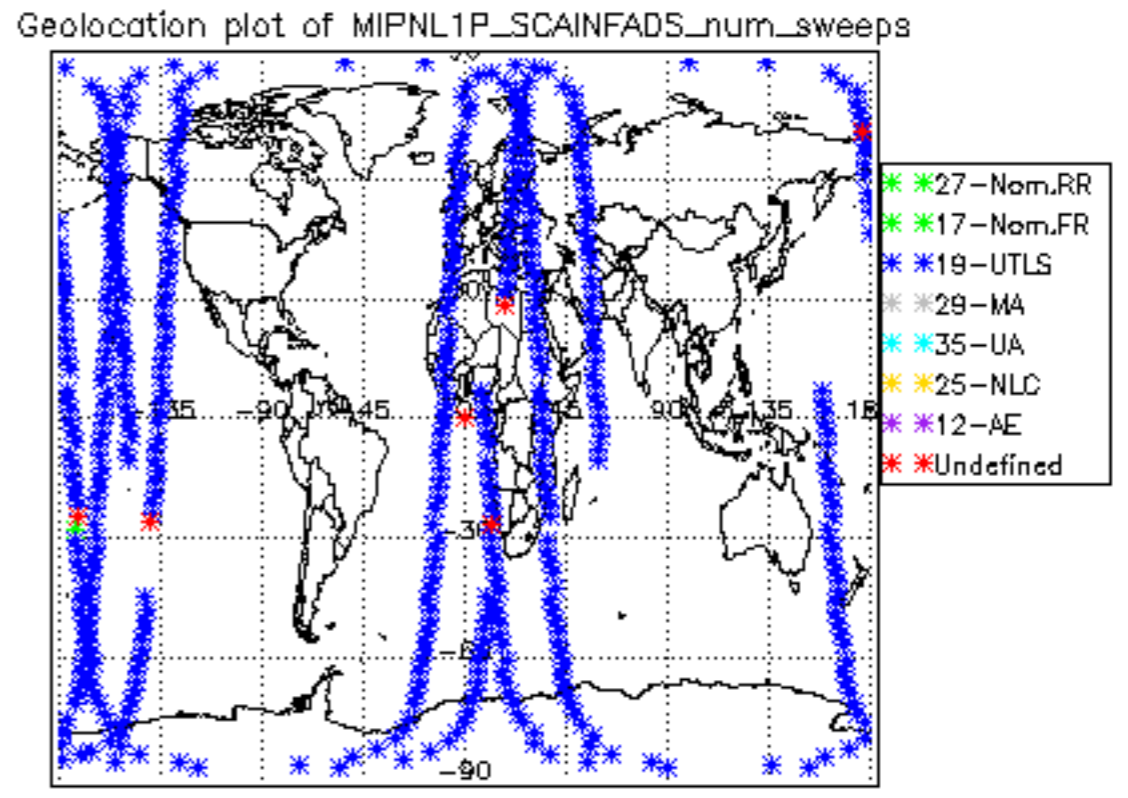 Geolocation plot of MIPNL1P_SCAINFADS_num_sweeps
27-Nom.RR
17-Nom.FR
19-UTLS
29-MA
35-UA
25-NLC
12-AE
Undefined
-90
-45
90
135
-90